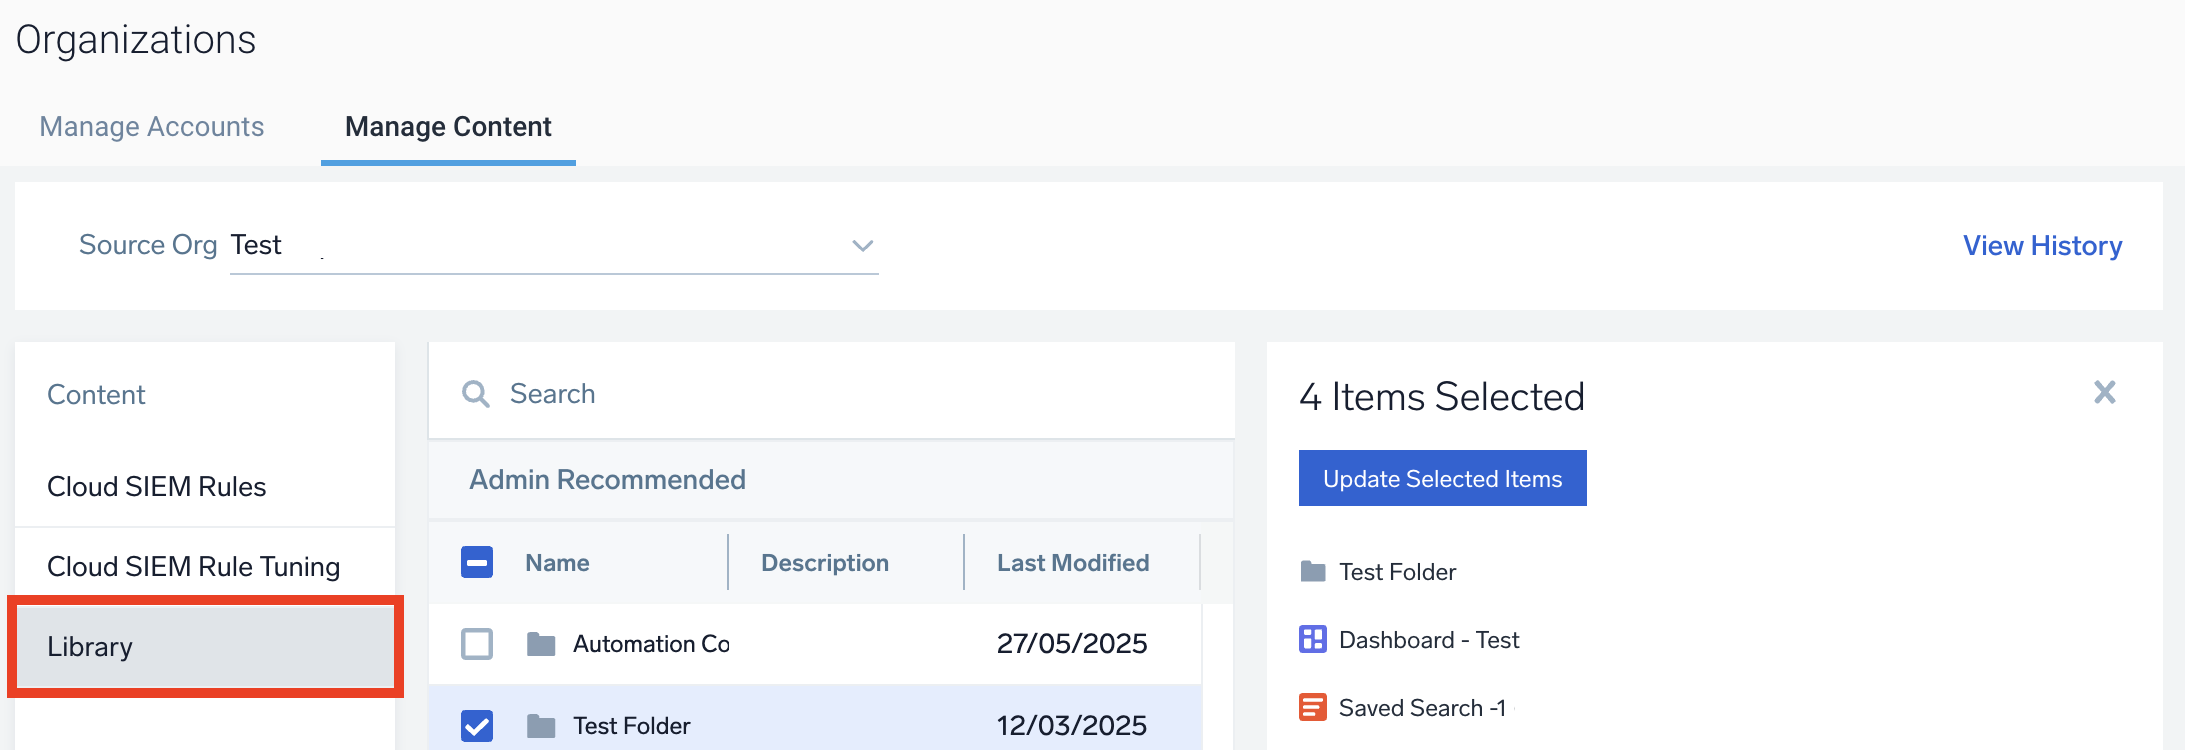 Organizations
Manage Accounts
Manage Content
Source Org Test
View History
Content
Cloud SIEM Rules
Cloud SIEM Rule Tuning
Library
Search
Admin Recommended
Name Description Last Modified
Automation Co 27/05/2025
Test Folder 12/03/2025
4 Items Selected
Update Selected Items
Test Folder
Dashboard - Test
Saved Search -1